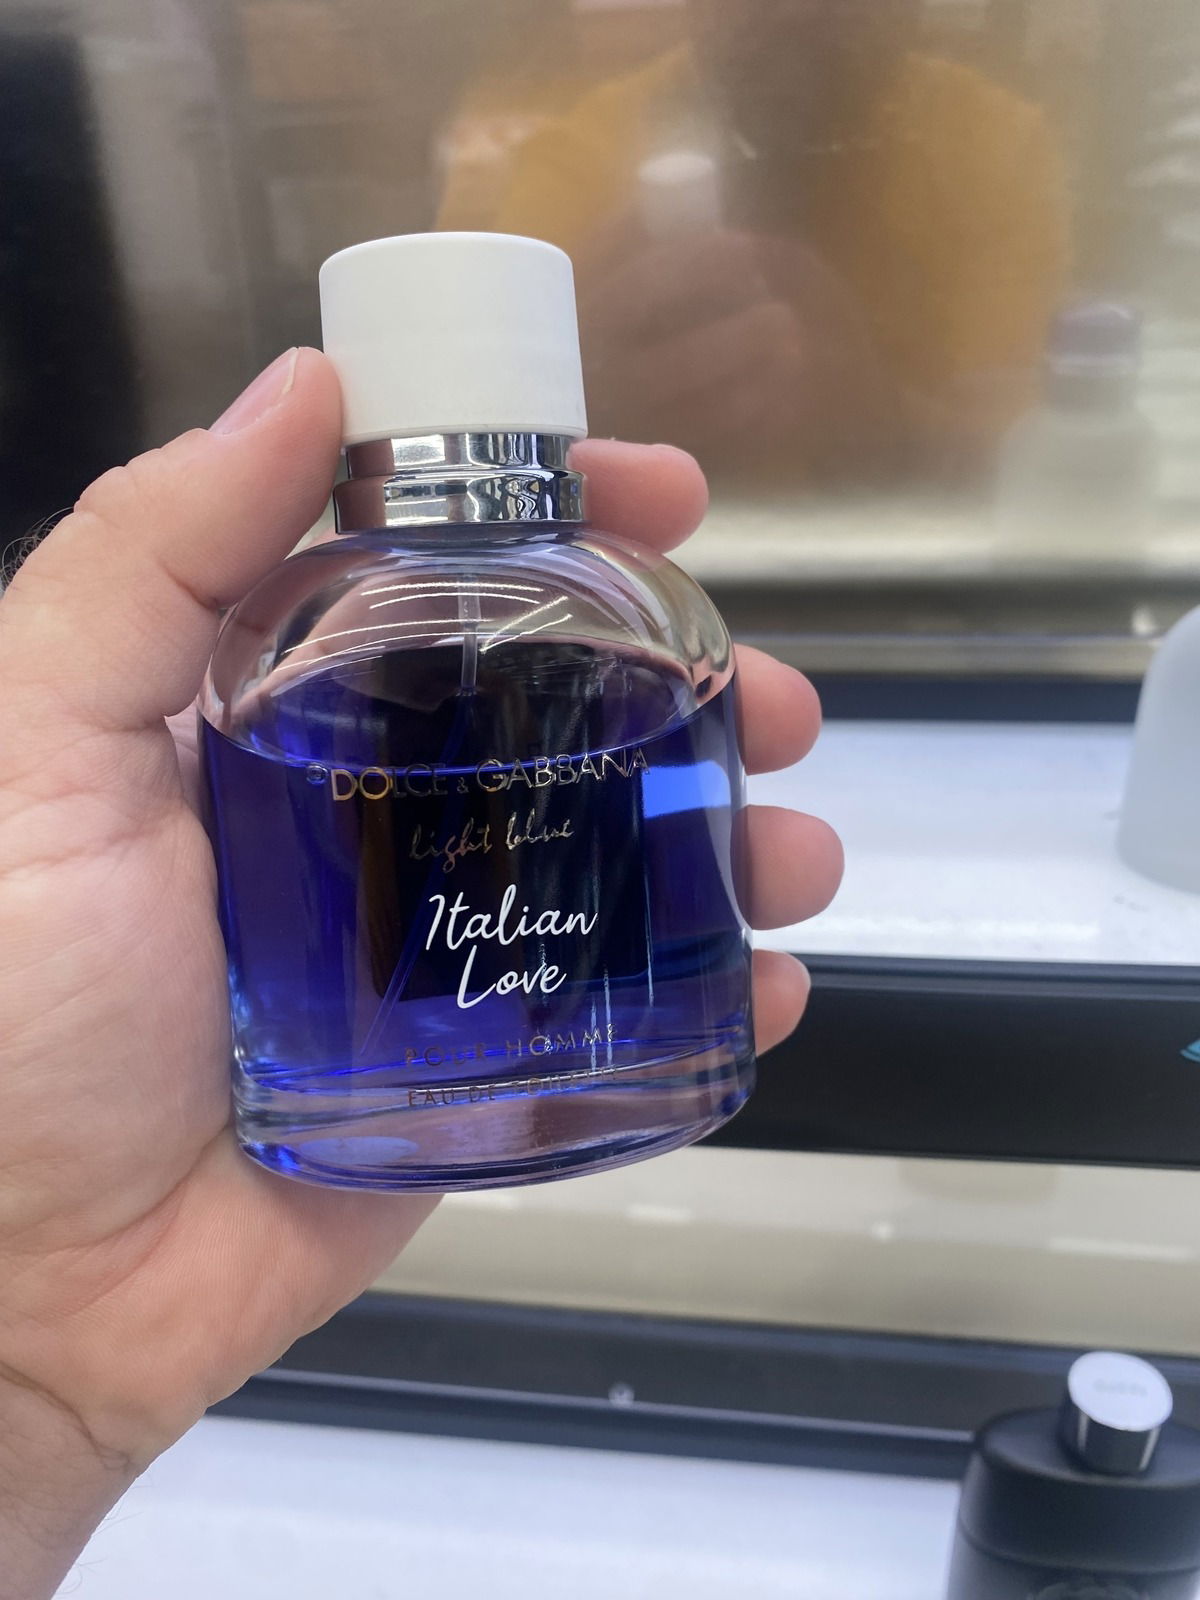 DOLCE & GABBANA
light blue
Italian
Love
POUR HOMME
EAU DE TOILETTE